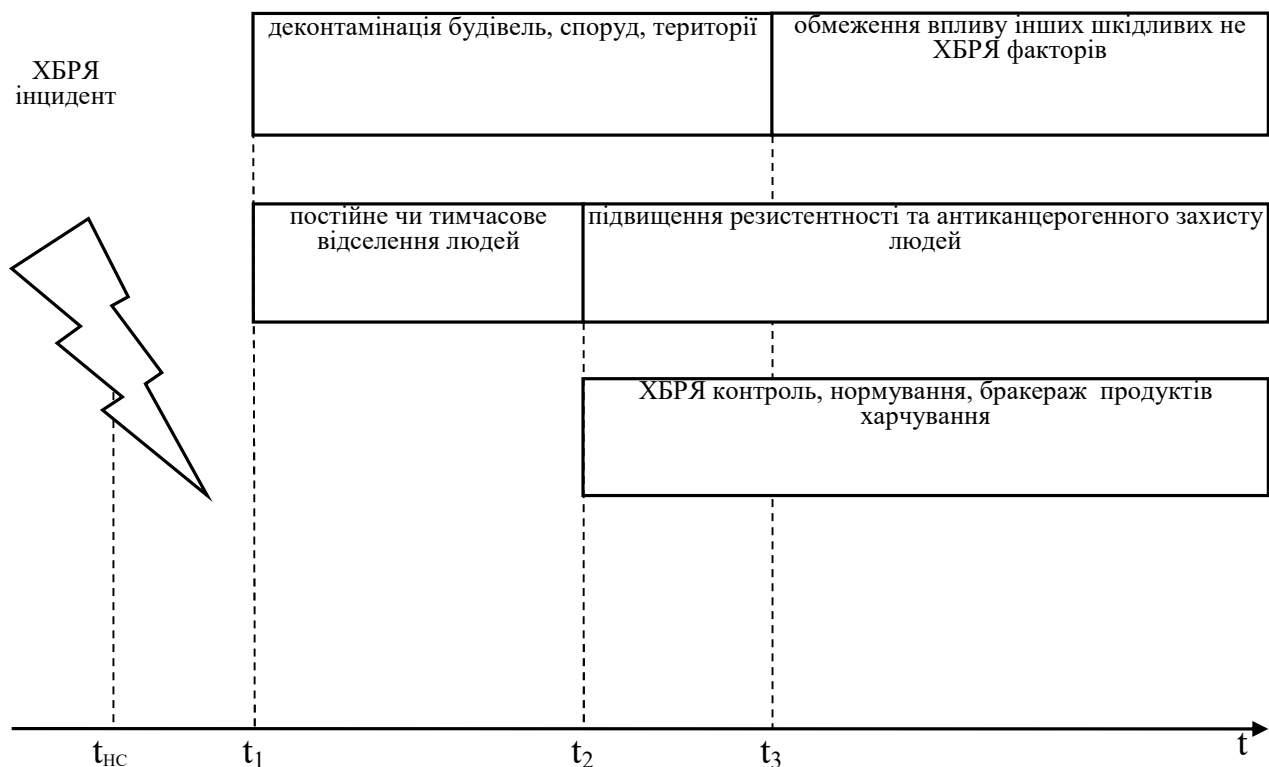 ХБРЯ
інцидент
деконтамінація будівель, споруд, території
обмеження впливу інших шкідливих не
ХБРЯ факторів
постійне чи тимчасове
відселення людей
підвищення резистентності та антиканцерогенного захисту
людей
ХБРЯ контроль, нормування, бракераж продуктів
харчування
tНС
t1
t2
t3
t